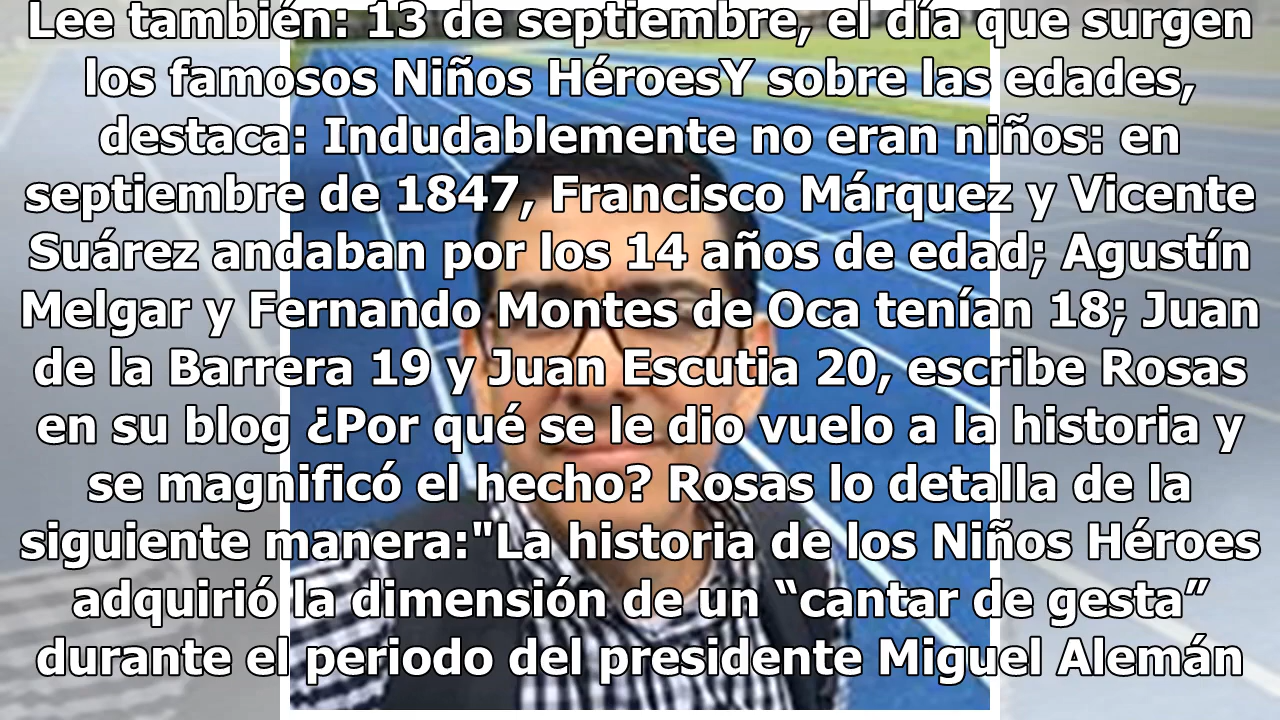 Lee también: 13 de septiembre, el día que surgen
los famosos Niños HéroesY sobre las edades,
destaca: Indudablemente no eran niños: en
septiembre de 1847, Francisco Márquez y Vicente
Suárez andaban por los 14 años de edad; Agustín
Melgar y Fernando Montes de Oca tenían 18; Juan
de la Barrera 19 y Juan Escutia 20, escribe Rosas
en su blog ¿Por qué se le dio vuelo a la historia y
se magnificó el hecho? Rosas lo detalla de la
siguiente manera:"La historia de los Niños Héroes
adquirió la dimensión de un “cantar de gesta”
durante el periodo del presidente Miguel Alemán